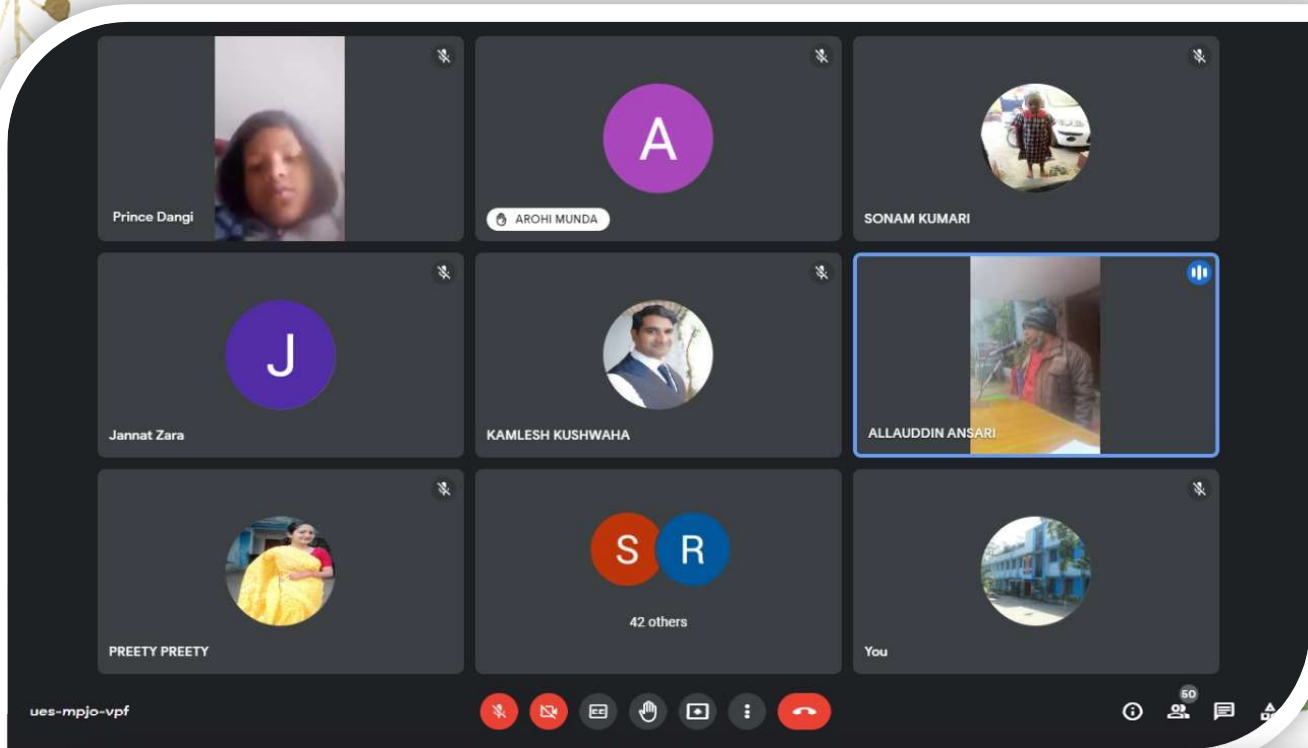 Prince Dangi
A
AROHI MUNDA
SONAM KUMARI
J
Jannat Zara
KAMLESH KUSHWAHA
ALLAUDDIN ANSARI
PREETY PREETY
S R
42 others
You
ues-mpjo-vpf
CC
50